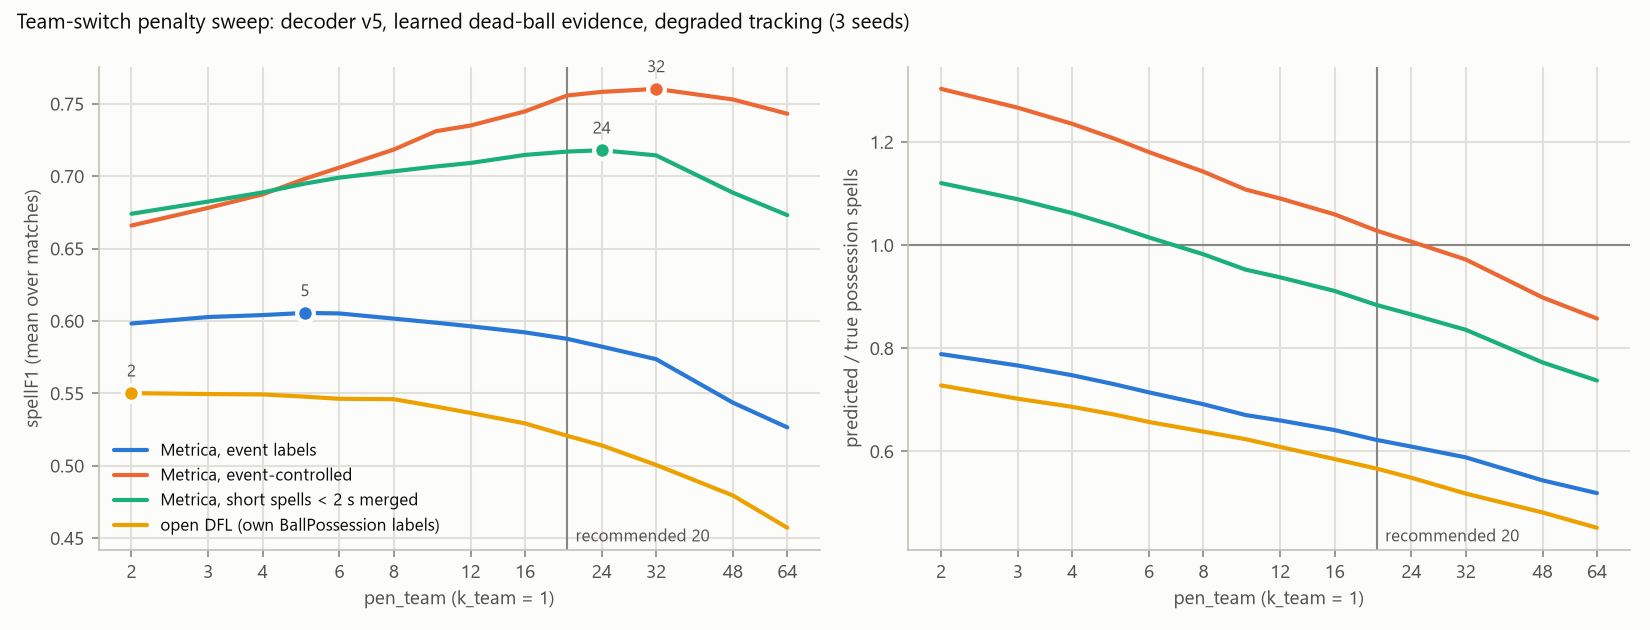 Team-switch penalty sweep: decoder v5, learned dead-ball evidence, degraded tracking (3 seeds)
spellF1 (mean over matches)
0.75
0.70
0.65
0.60
0.55
0.50
0.45
32
24
5
2
Metrica, event labels
Metrica, event-controlled
Metrica, short spells < 2 s merged
open DFL (own BallPossession labels)
recommended 20
2 3 4 6 8 12 16 24 32 48 64
pen_team (k_team = 1)
predicted / true possession spells
1.2
1.0
0.8
0.6
recommended 20
2 3 4 6 8 12 16 24 32 48 64
pen_team (k_team = 1)